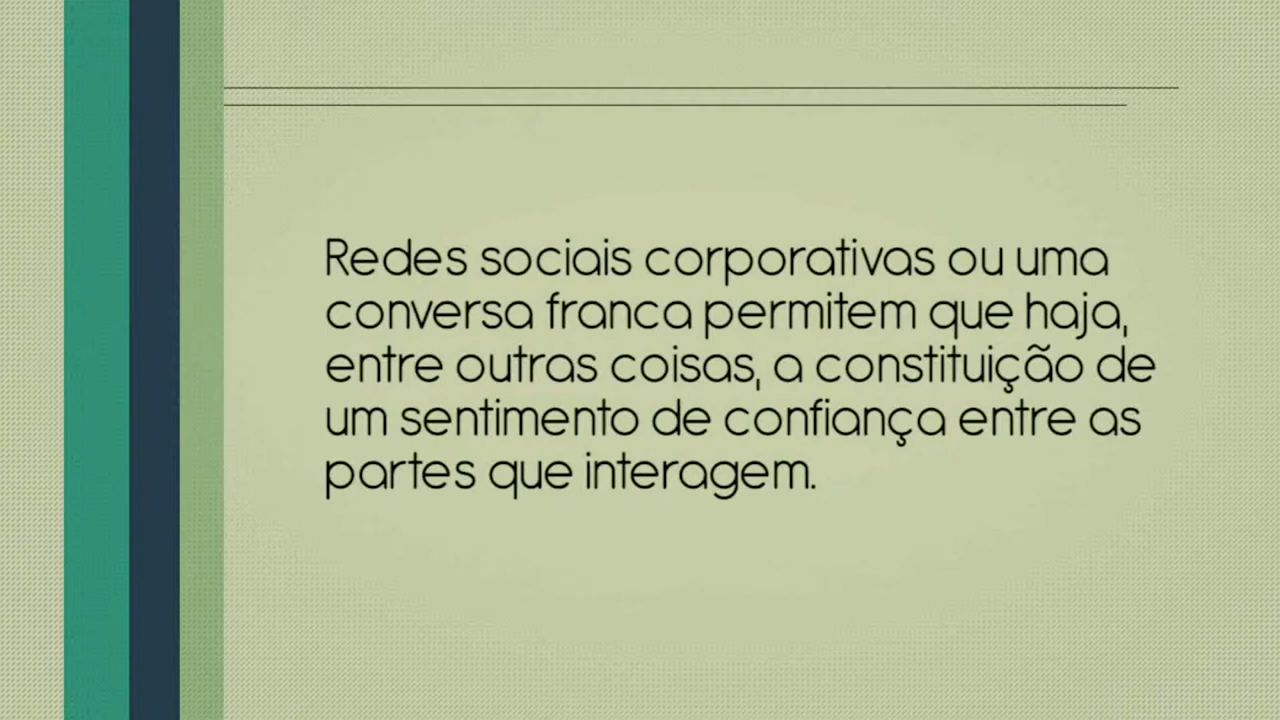 Redes sociais corporativas ou uma
conversa franca permitem que haja,
entre outras coisas, a constituição de
um sentimento de confiança entre as
partes que interagem.